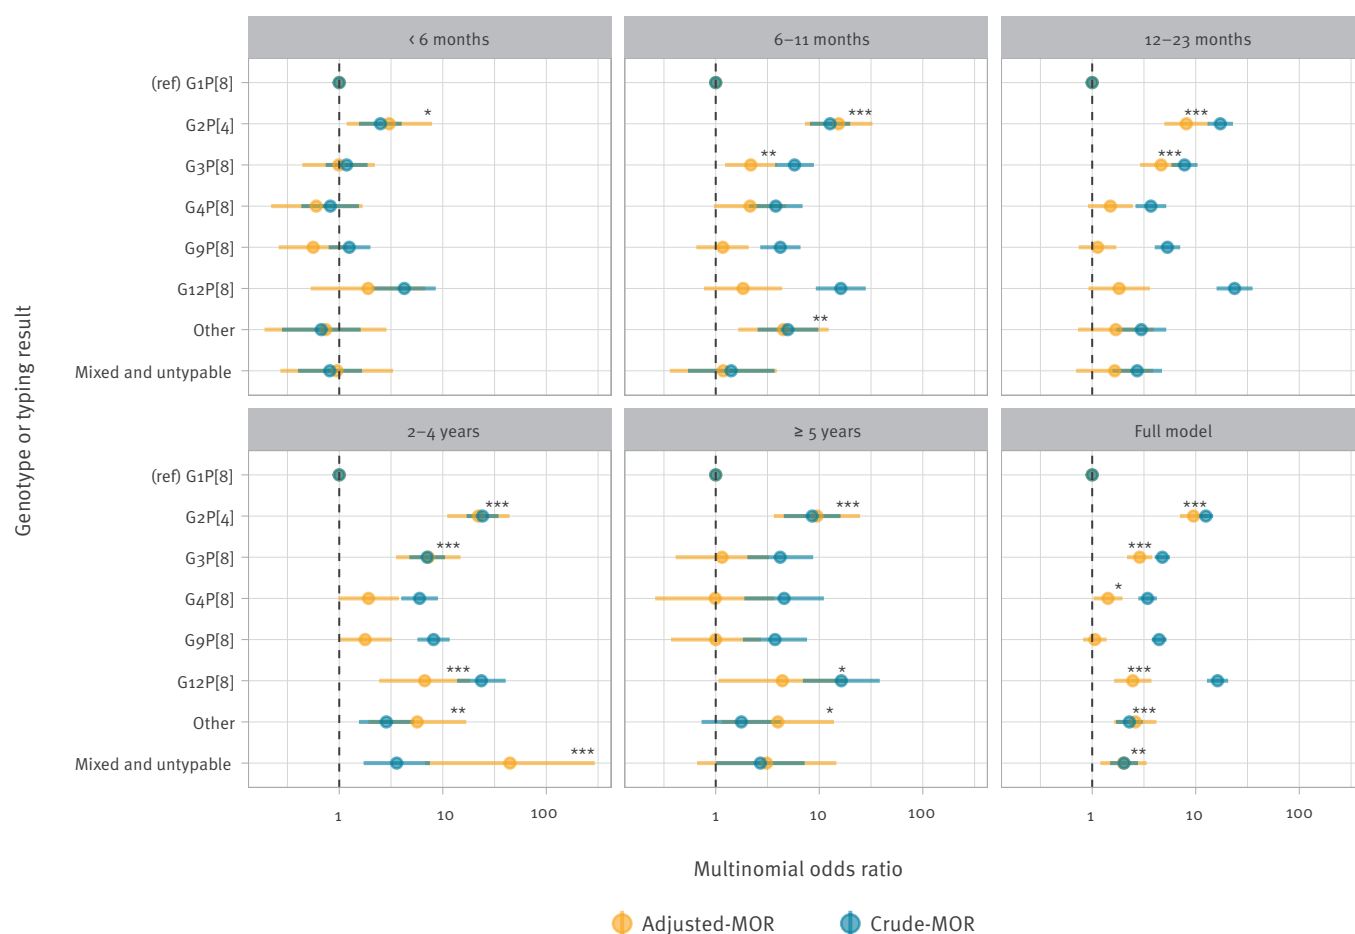 < 6 months
6–11 months
12–23 months
(ref) G1P[8]
G2P[4]
G3P[8]
G4P[8]
G9P[8]
G12P[8]
Other
Mixed and untypable
*
***
***
**
***
**
2–4 years
≥ 5 years
Full model
(ref) G1P[8]
G2P[4]
G3P[8]
G4P[8]
G9P[8]
G12P[8]
Other
Mixed and untypable
***
***
***
***
***
*
***
*
***
**
*
***
***
**
1 10 100
1 10 100
1 10 100
Genotype or typing result
Multinomial odds ratio
Adjusted-MOR
Crude-MOR